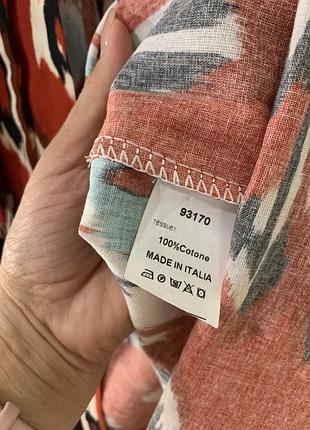 93170
TESSUE1
100%Cotone
MADE IN ITALIA